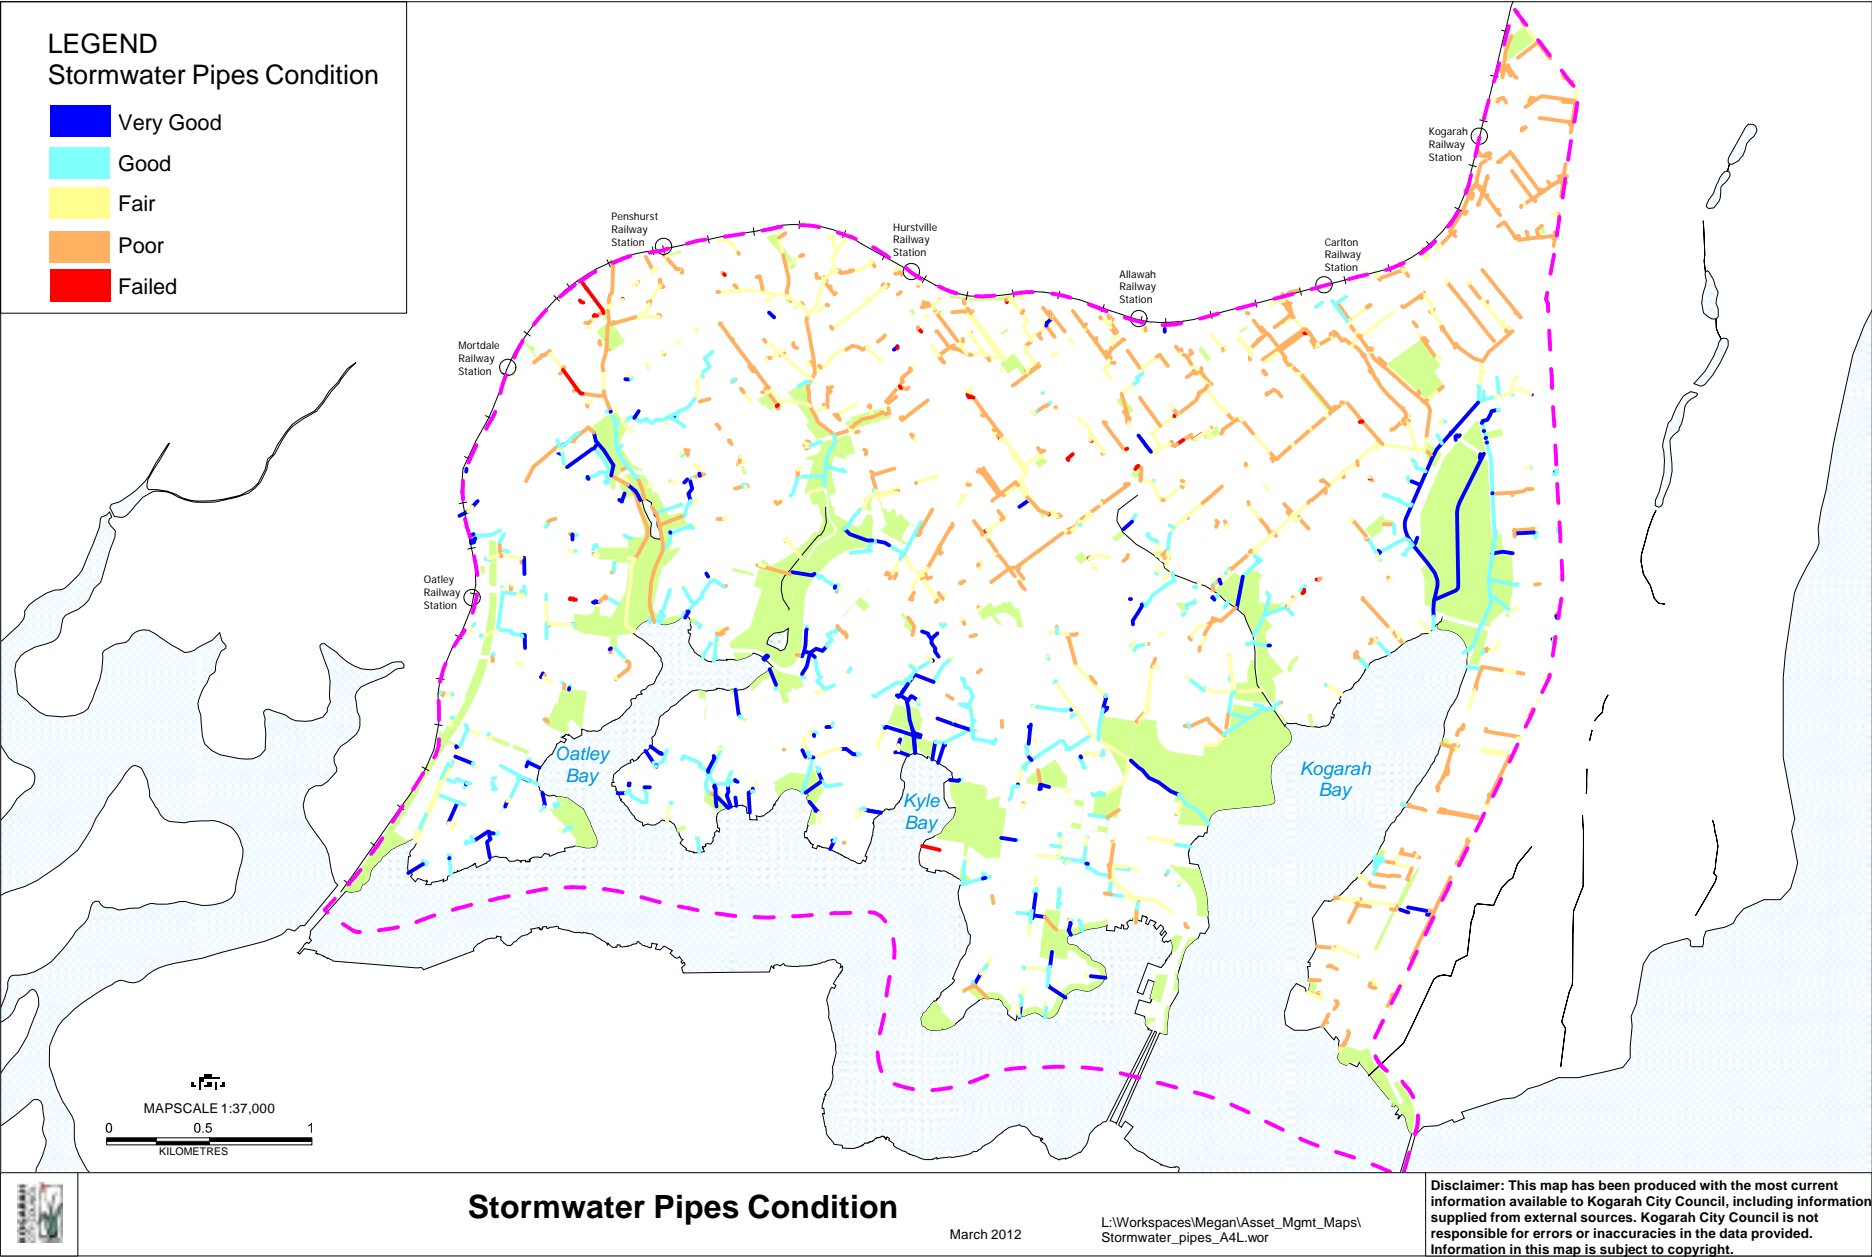 LEGEND
Stormwater Pipes Condition
Very Good
Good
Fair
Poor
Failed
Kogarah
Railway
Station
Penshurst
Railway
Station
Hurstville
Railway
Station
Carlton
Railway
Station
Allawah
Railway
Station
Mortdale
Railway
Station
Oatley
Railway
Station
Oatley
Bay
Kyle
Bay
Kogarah
Bay
MAPSCALE 1:37,000
0 0.5 1
KILOMETRES
KOGARAH
Stormwater Pipes Condition
March 2012
L:\Workspaces\Megan\Asset_Mgmt_Maps\
Stormwater_pipes_A4L.wor
Disclaimer: This map has been produced with the most current
information available to Kogarah City Council, including information
supplied from external sources. Kogarah City Council is not
responsible for errors or inaccuracies in the data provided.
Information in this map is subject to copyright.